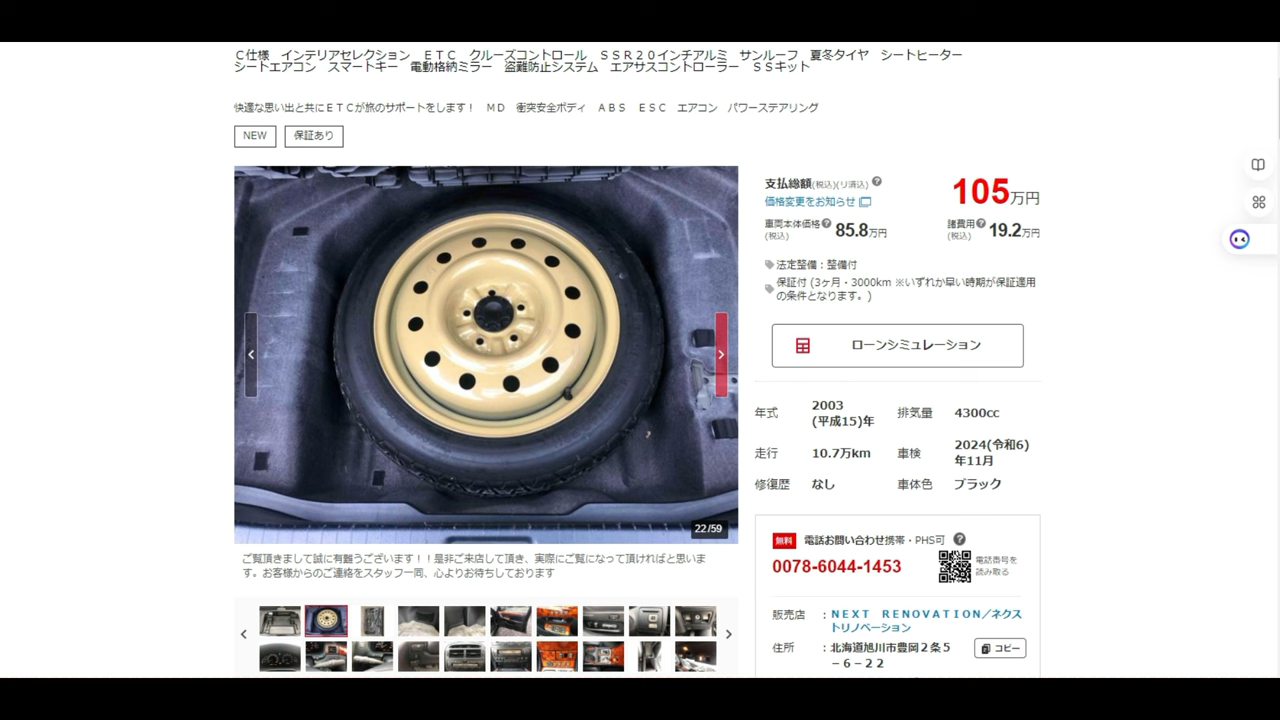 Ｃ仕様　インテリアセレクション　ＥＴＣ　クルーズコントロール　ＳＳＲ２０インチアルミ　サンルーフ　夏冬タイヤ　シートヒーター
シートエアコン　スマートキー　電動格納ミラー　盗難防止システム　エアサスコントローラー　ＳＳキット
快適な思い出と共にＥＴＣが旅のサポートをします！　ＭＤ　衝突安全ボディ　ＡＢＳ　ＥＳＣ　エアコン　パワーステアリング
NEW
保証あり
支払総額(税込)(リ済込)
105万円
価格変更をお知らせ
車両本体価格
(税込)
85.8万円
諸費用
(税込)
19.2万円
法定整備：整備付
保証付 (3ヶ月・3000km ※いずれか早い時期が保証適用
の条件となります。)
ローンシミュレーション
年式
2003
(平成15)年
排気量
4300cc
走行
10.7万km
車検
2024(令和6)
年11月
修復歴
なし
車体色
ブラック
22/59
ご覧頂きまして誠に有難うございます！！是非ご来店して頂き、実際にご覧になって頂ければと思いま
す。お客様からのご連絡をスタッフ一同、心よりお待ちしております
無料
電話お問い合わせ携帯・PHS可
0078-6044-1453
電話番号を
読み取る
販売店
：ＮＥＸＴ　ＲＥＮＯＶＡＴＩＯＮ／ネクス
トリノベーション
住所
：北海道旭川市豊岡２条５
－６－２２
コピー